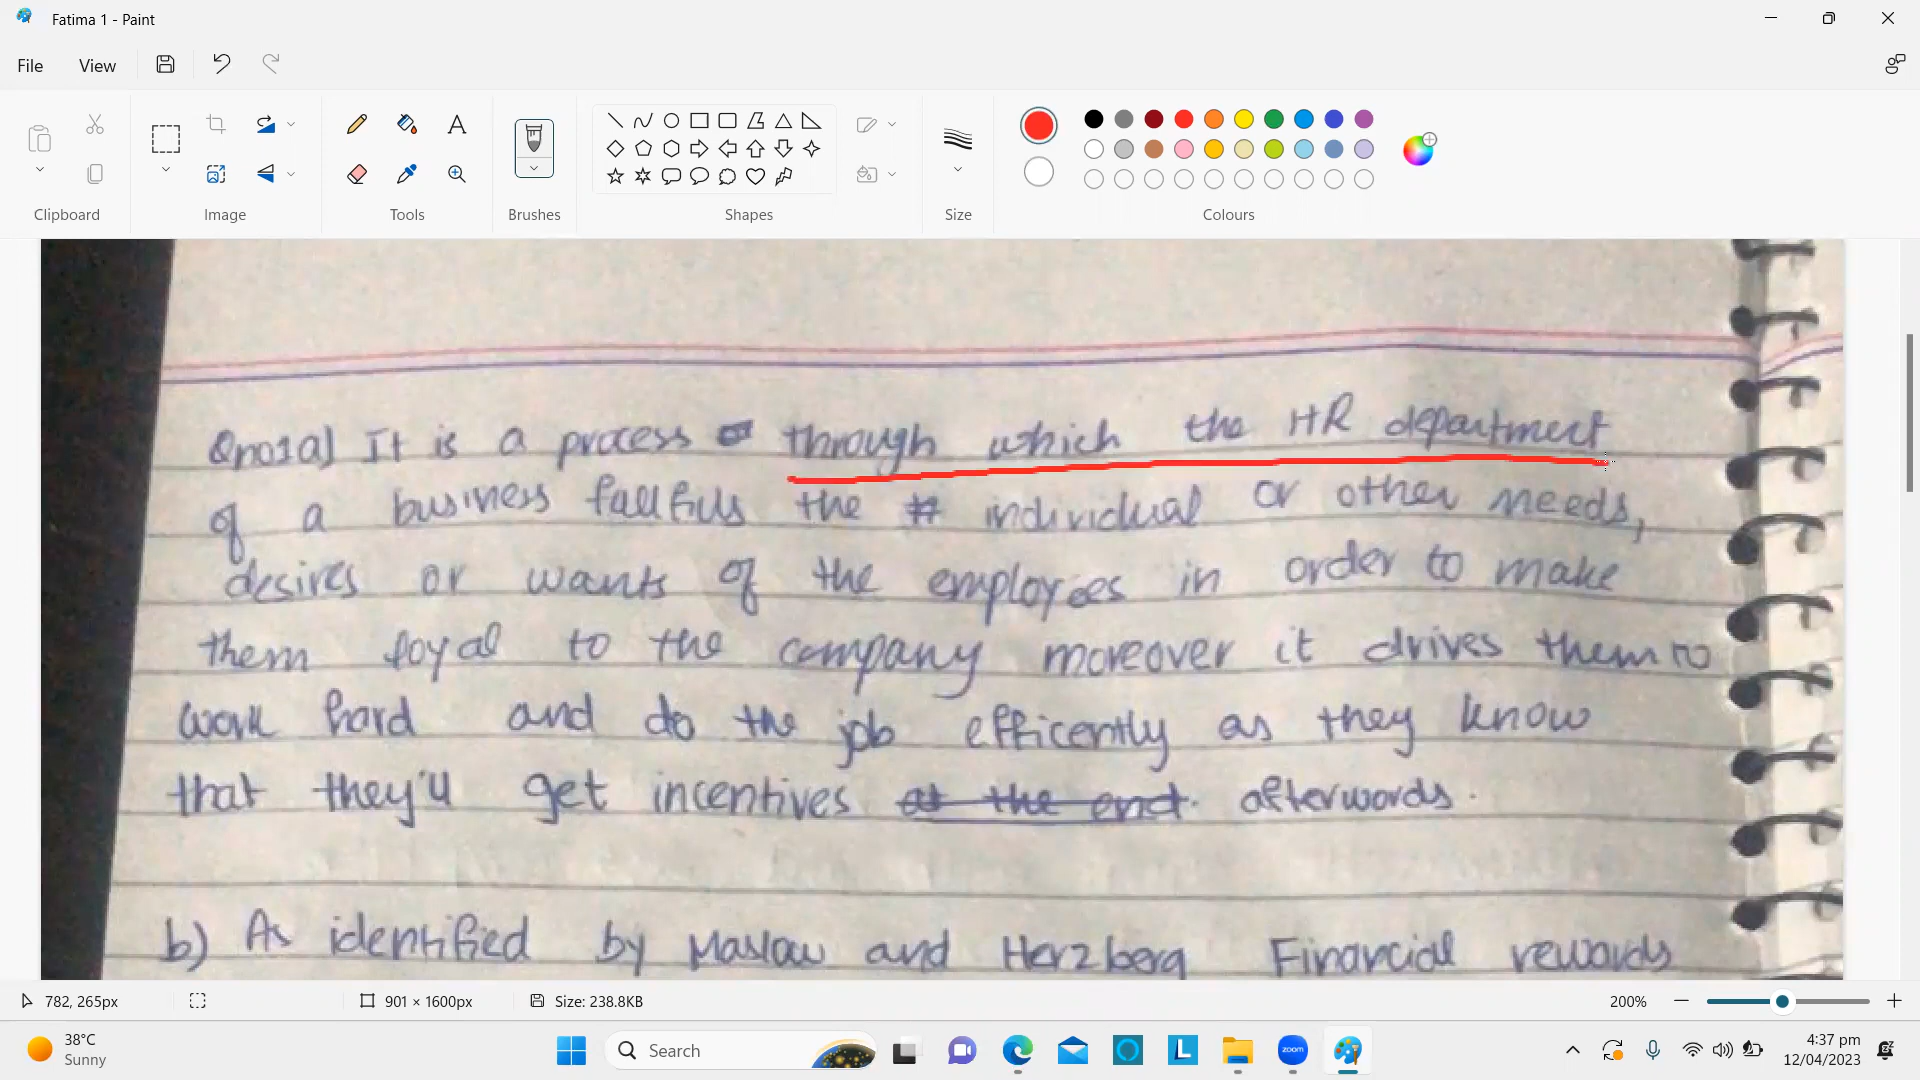 Fatima 1 - Paint
File View
Clipboard Image Tools Brushes Shapes Size Colours
Qno1a) It is a process through which the HR department
of a business fullfils the individual or other needs,
desires or wants of the employees in order to make
them loyal to the company moreover it drives them to
work hard and do the job efficently as they know
that they'll get incentives at the end. afterwords.
b) As identified by Maslow and Herzberg Financial rewards
782, 265px 901 × 1600px Size: 238.8KB 200%
38°C
Sunny
Search
zoom
4:37 pm
12/04/2023